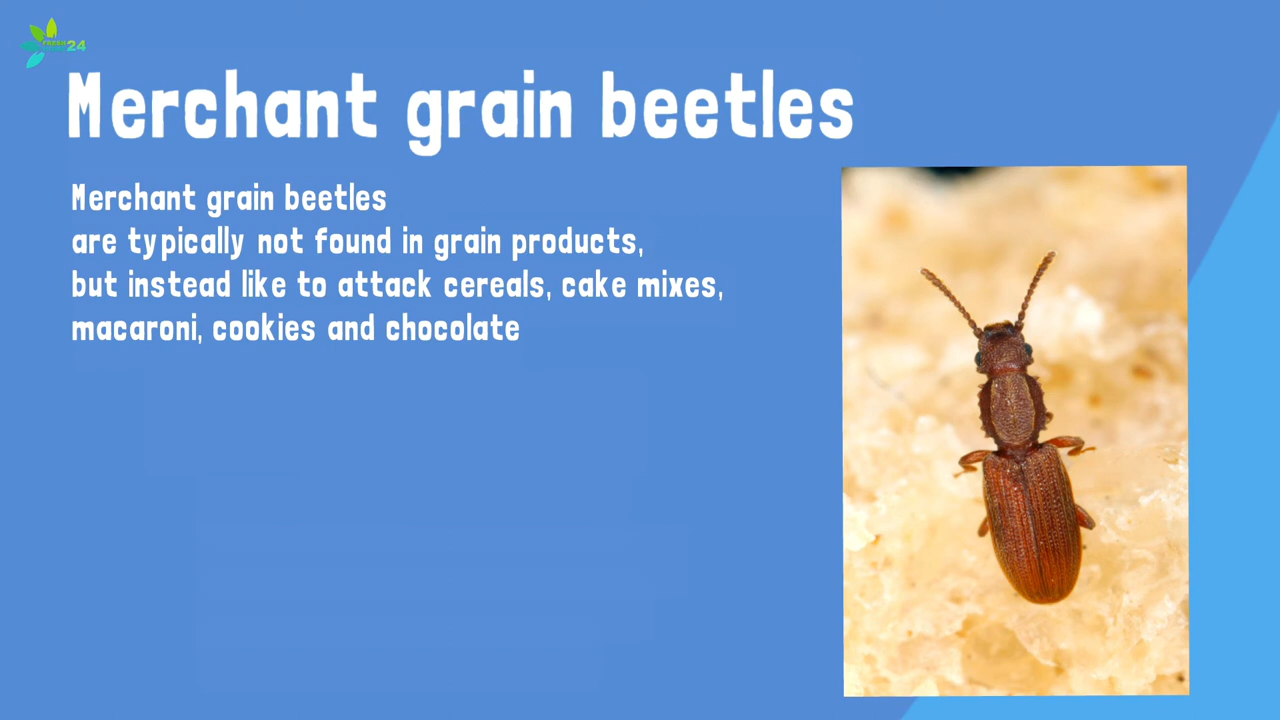 FRESH 24
Merchant grain beetles
Merchant grain beetles
are typically not found in grain products,
but instead like to attack cereals, cake mixes,
macaroni, cookies and chocolate